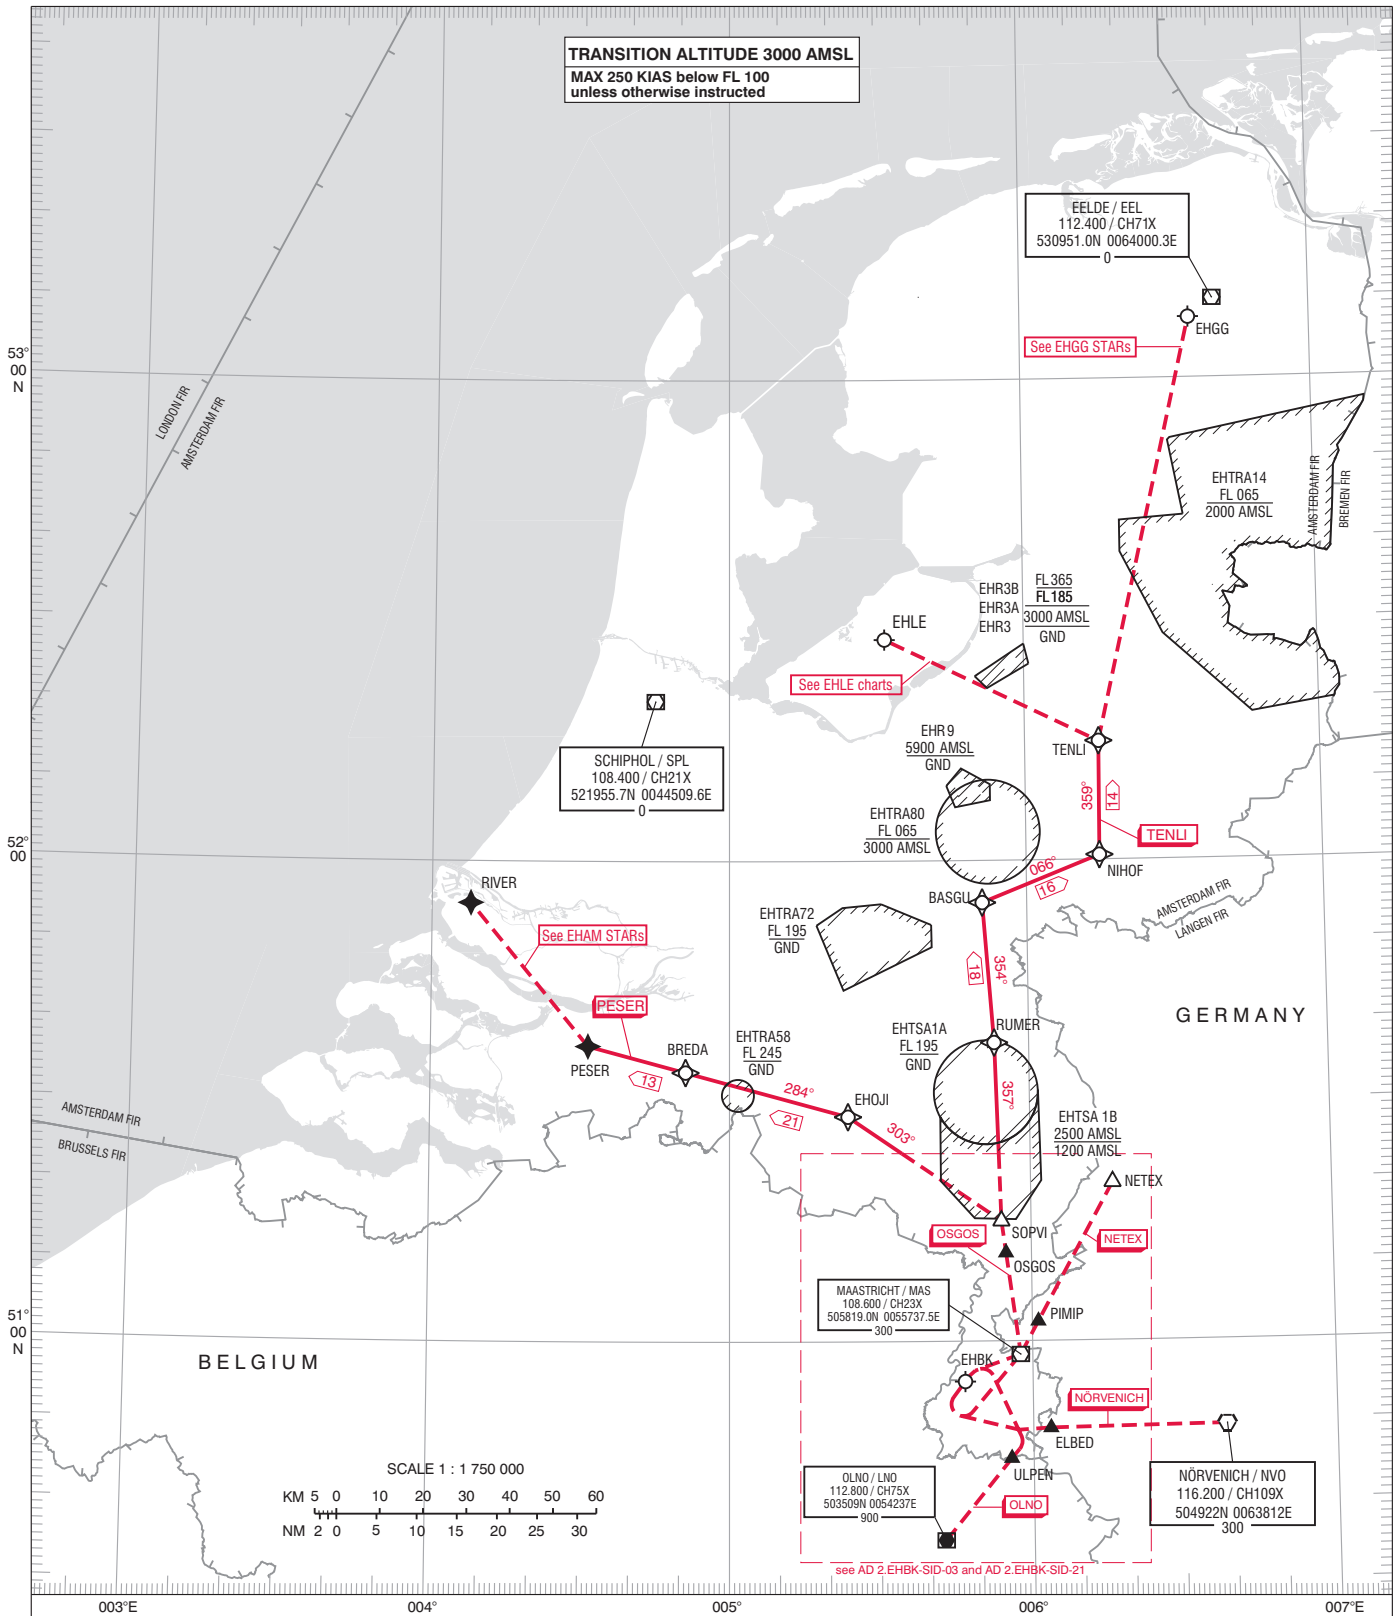 TRANSITION ALTITUDE 3000 AMSL
MAX 250 KIAS below FL 100
unless otherwise instructed
EELDE / EEL
112.400 / CH71X
530951.0N 0064000.3E
0
EHGG
See EHGG STARs
53°
00
N
LONDON FIR
AMSTERDAM FIR
EHTRA14
FL 065
2000 AMSL
AMSTERDAM FIR
BREMEN FIR
EHR3B
EHR3A
EHR3
FL 365
FL 185
3000 AMSL
GND
EHLE
See EHLE charts
TENLI
SCHIPHOL / SPL
108.400 / CH21X
521955.7N 0044509.6E
0
EHR 9
5900 AMSL
GND
359°
14
TENLI
EHTRA80
FL 065
3000 AMSL
52°
00
NIHOF
066°
16
RIVER
BASGU
AMSTERDAM FIR
LANGEN FIR
EHTRA72
FL 195
GND
See EHAM STARs
18
354°
PESER
GERMANY
RUMER
EHTSA1A
FL 195
GND
EHTRA58
FL 245
GND
BREDA
PESER
13
284°
21
EHOJI
303°
357°
AMSTERDAM FIR
BRUSSELS FIR
EHTSA 1B
2500 AMSL
1200 AMSL
NETEX
SOPVI
OSGOS
NETEX
OSGOS
MAASTRICHT / MAS
108.600 / CH23X
505819.0N 0055737.5E
300
PIMIP
51°
00
N
BELGIUM
EHBK
NÖRVENICH
ELBED
ULPEN
SCALE 1 : 1 750 000
KM 5 0 10 20 30 40 50 60
NM 2 0 5 10 15 20 25 30
OLNO / LNO
112.800 / CH75X
503509N 0054237E
900
OLNO
NÖRVENICH / NVO
116.200 / CH109X
504922N 0063812E
300
see AD 2.EHBK-SID-03 and AD 2.EHBK-SID-21
003°E 004° 005° 006° 007°E